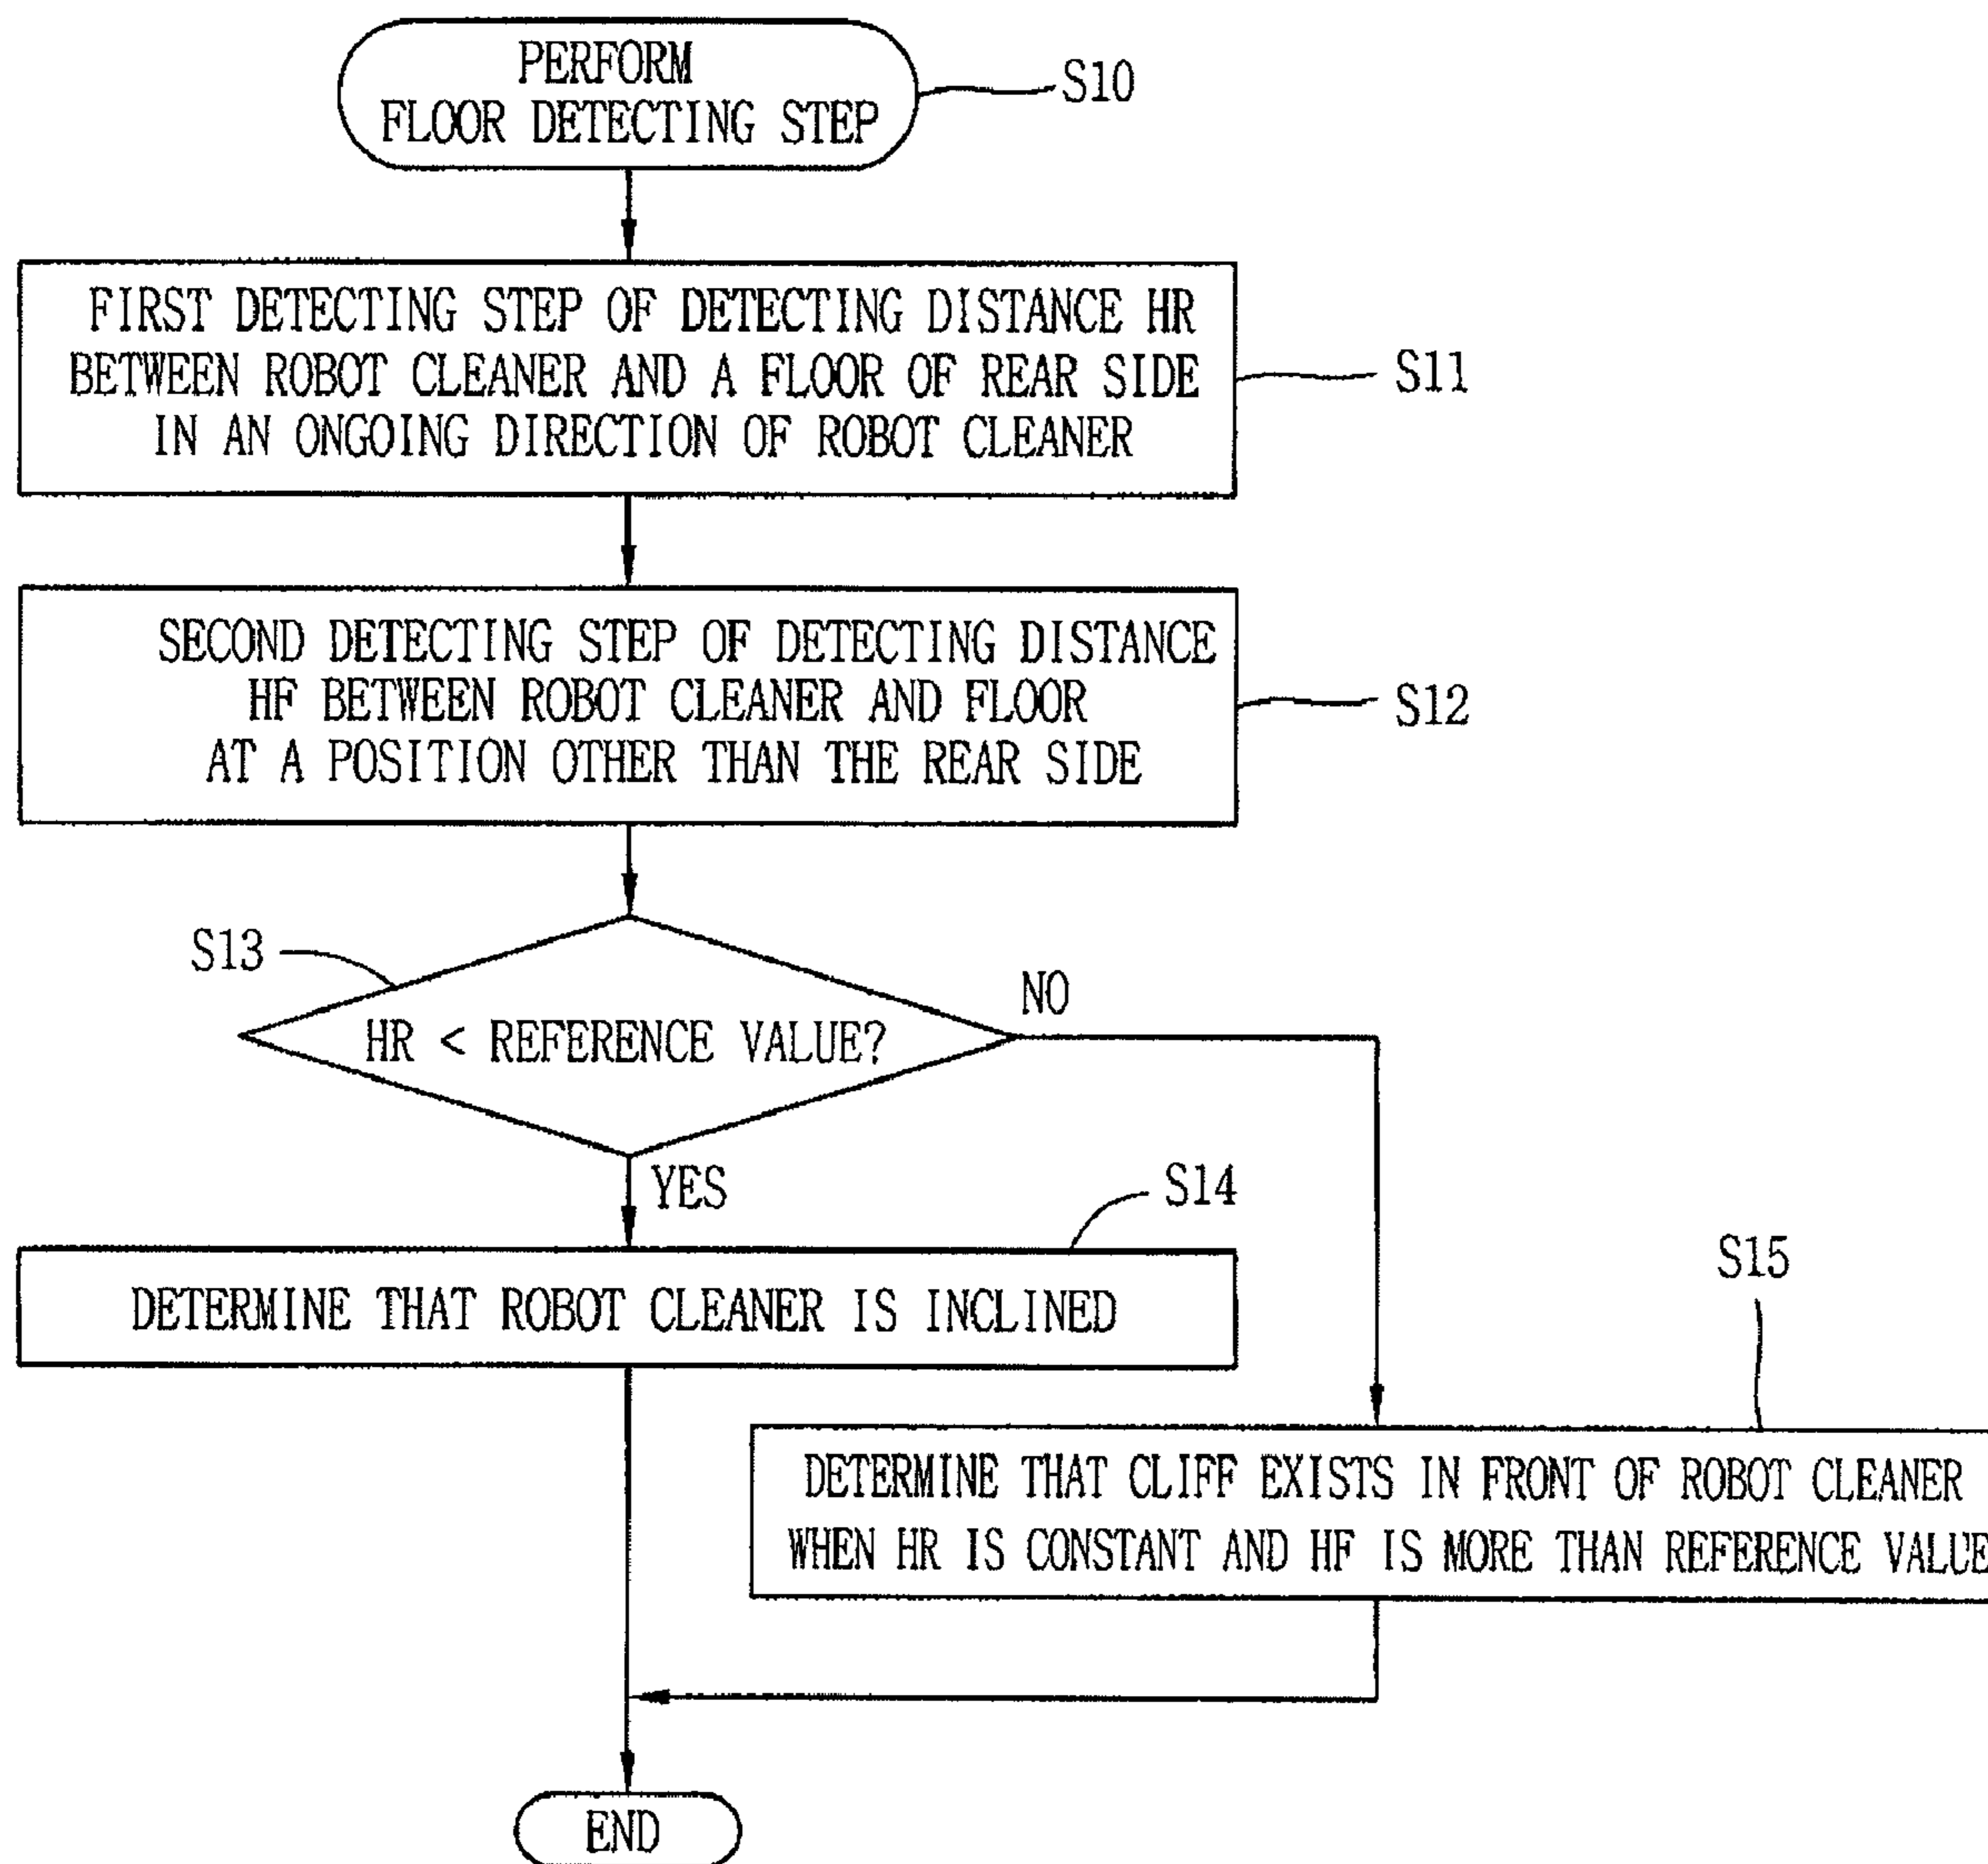 PERFORM
FLOOR DETECTING STEP
S10
FIRST DETECTING STEP OF DETECTING DISTANCE HR
BETWEEN ROBOT CLEANER AND A FLOOR OF REAR SIDE
IN AN ONGOING DIRECTION OF ROBOT CLEANER
S11
SECOND DETECTING STEP OF DETECTING DISTANCE
HF BETWEEN ROBOT CLEANER AND FLOOR
AT A POSITION OTHER THAN THE REAR SIDE
S12
S13
HR < REFERENCE VALUE?
NO
YES
S14
DETERMINE THAT ROBOT CLEANER IS INCLINED
S15
DETERMINE THAT CLIFF EXISTS IN FRONT OF ROBOT CLEANER
WHEN HR IS CONSTANT AND HF IS MORE THAN REFERENCE VALUE
END